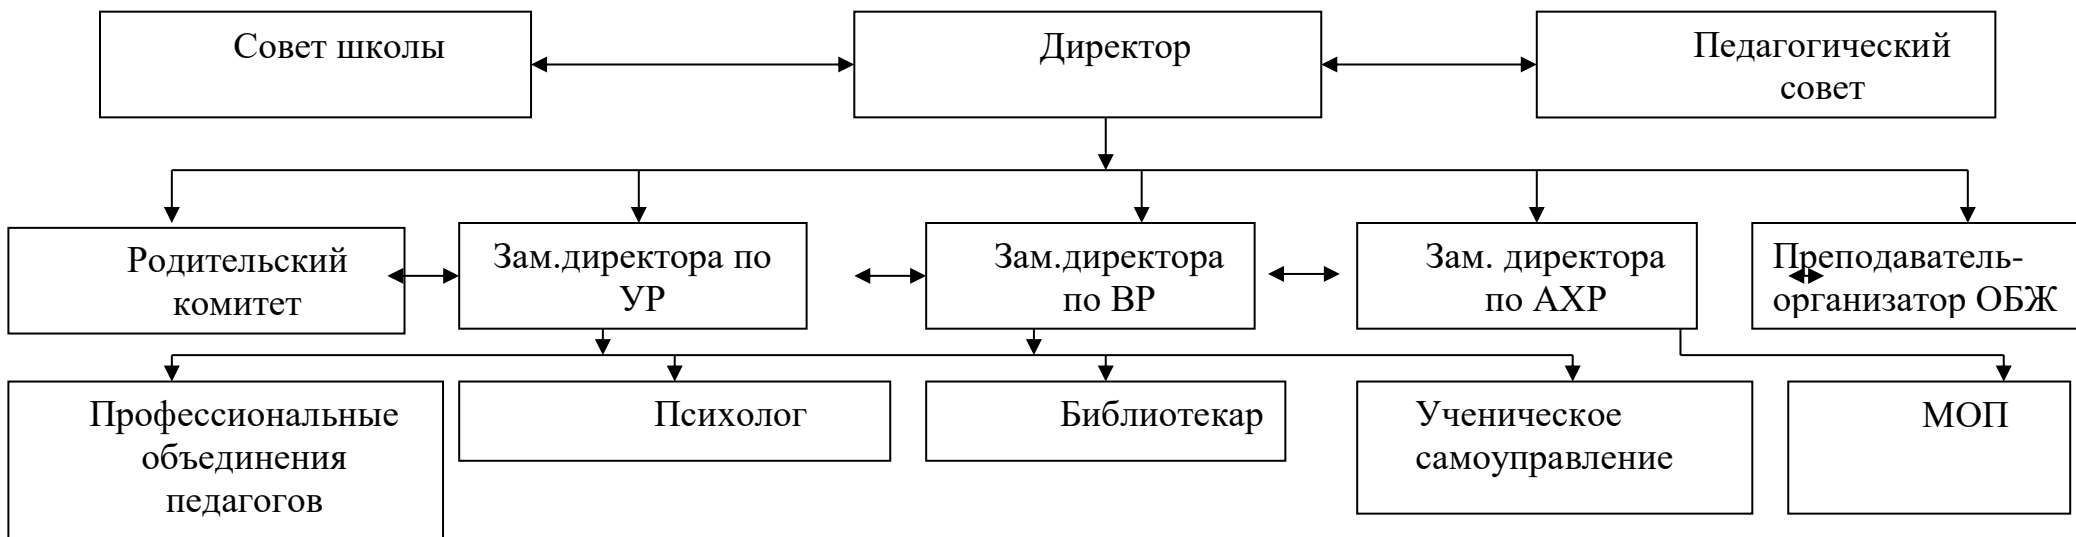 Совет школы
Директор
Педагогический
совет
Родительский
комитет
Зам.директора по
УР
Зам.директора
по ВР
Зам. директора
по АХР
Преподаватель-
организатор ОБЖ
Профессиональные
объединения
педагогов
Психолог
Библиотекар
Ученическое
самоуправление
МОП